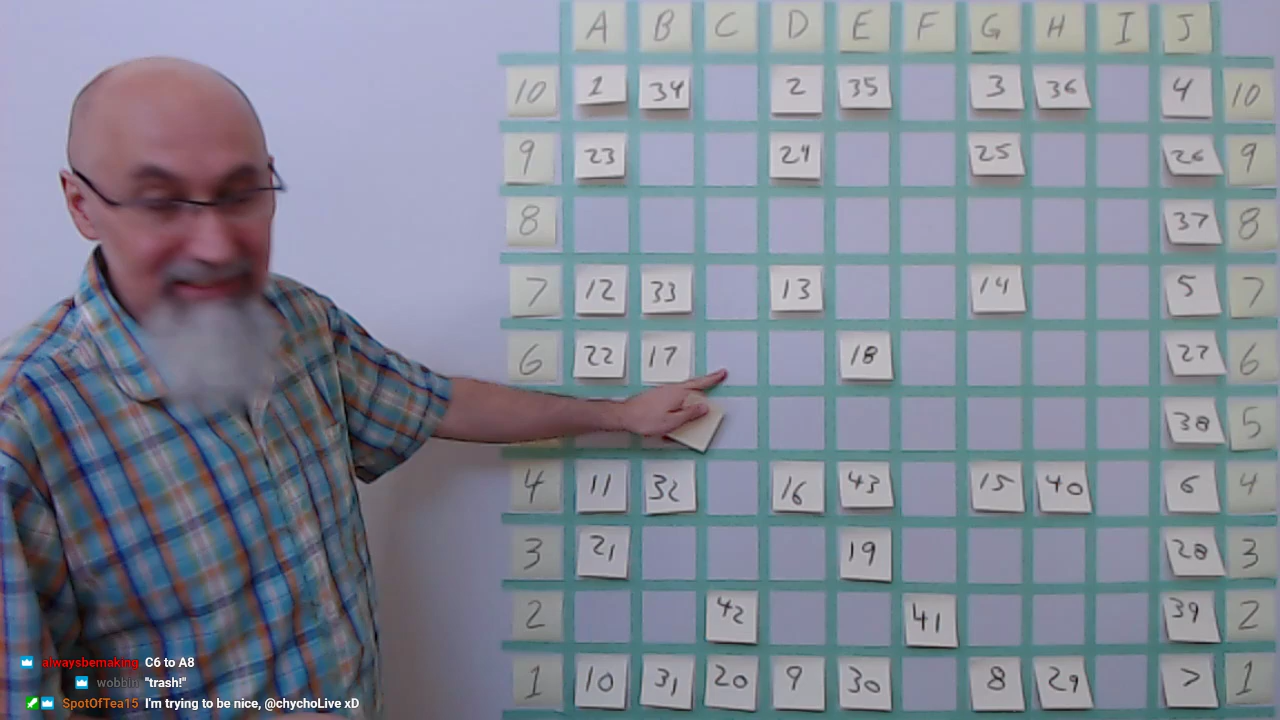 A B C D E F G H I J
10 1 34 2 35 3 36 4 10
9 23 24 25 26 9
8 37 8
7 12 33 13 14 5 7
6 22 17 18 27 6
38 5
4 11 32 16 43 15 40 6 4
3 21 19 28 3
2 42 41 39 2
1 10 31 20 9 30 8 29 7 1
alwaysbemaking C6 to A8
wobbin "trash!"
SpotOfTea15 I'm trying to be nice, @chychoLive xD